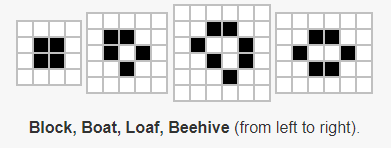 Block, Boat, Loaf, Beehive (from left to right).